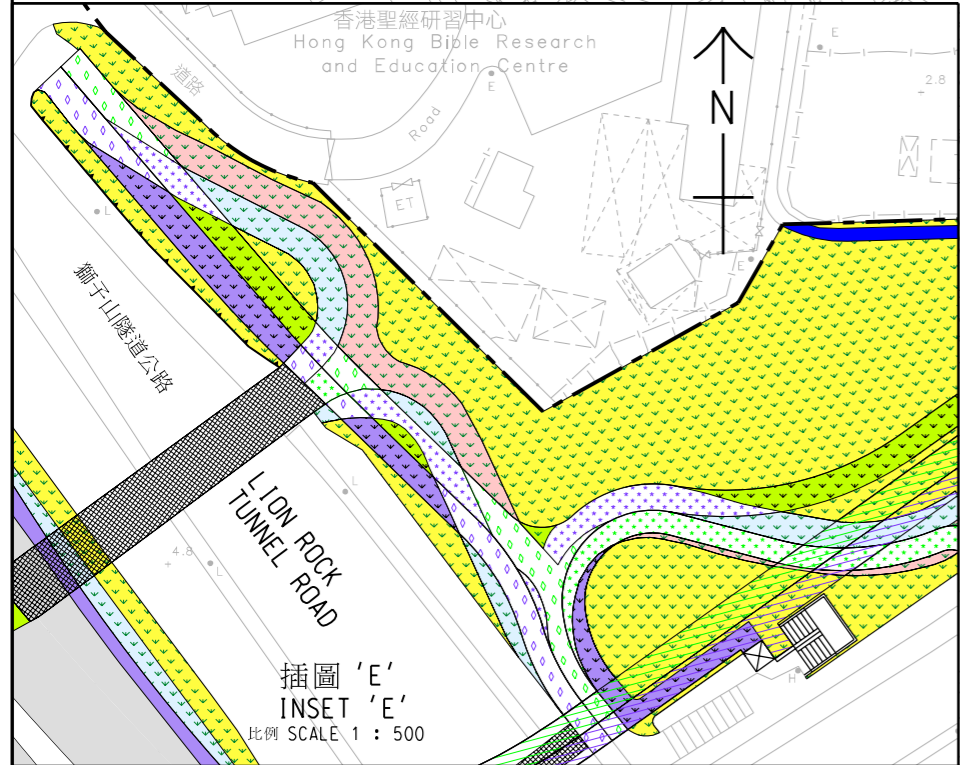 香港聖經研習中心
Hong Kong Bible Research
and Education Centre
E
E
2.8
道路
Road
N
ET
L
E
獅子山隧道公路
LION ROCK
TUNNEL ROAD
L
4.8
L
插圖 'E'
INSET 'E'
比例 SCALE 1 : 500
H